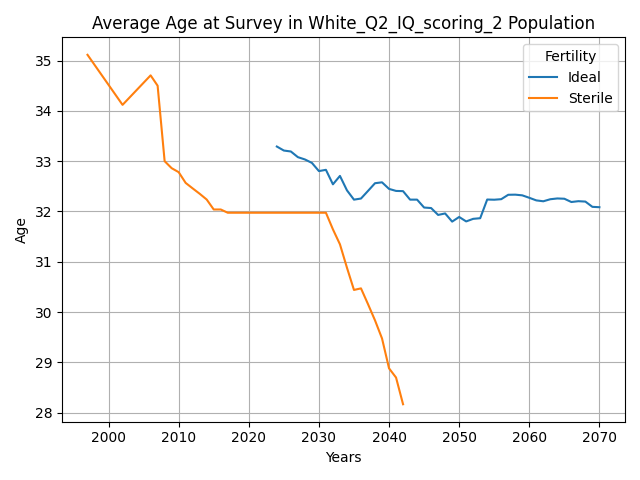 Average Age at Survey in White_Q2_IQ_scoring_2 Population
Fertility
Ideal
Sterile
35
34
33
32
31
30
29
28
Age
2000 2010 2020 2030 2040 2050 2060 2070
Years